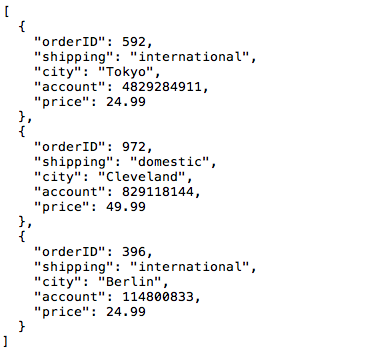 [
  {
    "orderID": 592,
    "shipping": "international",
    "city": "Tokyo",
    "account": 4829284911,
    "price": 24.99
  },
  {
    "orderID": 972,
    "shipping": "domestic",
    "city": "Cleveland",
    "account": 829118144,
    "price": 49.99
  },
  {
    "orderID": 396,
    "shipping": "international",
    "city": "Berlin",
    "account": 114800833,
    "price": 24.99
  }
]